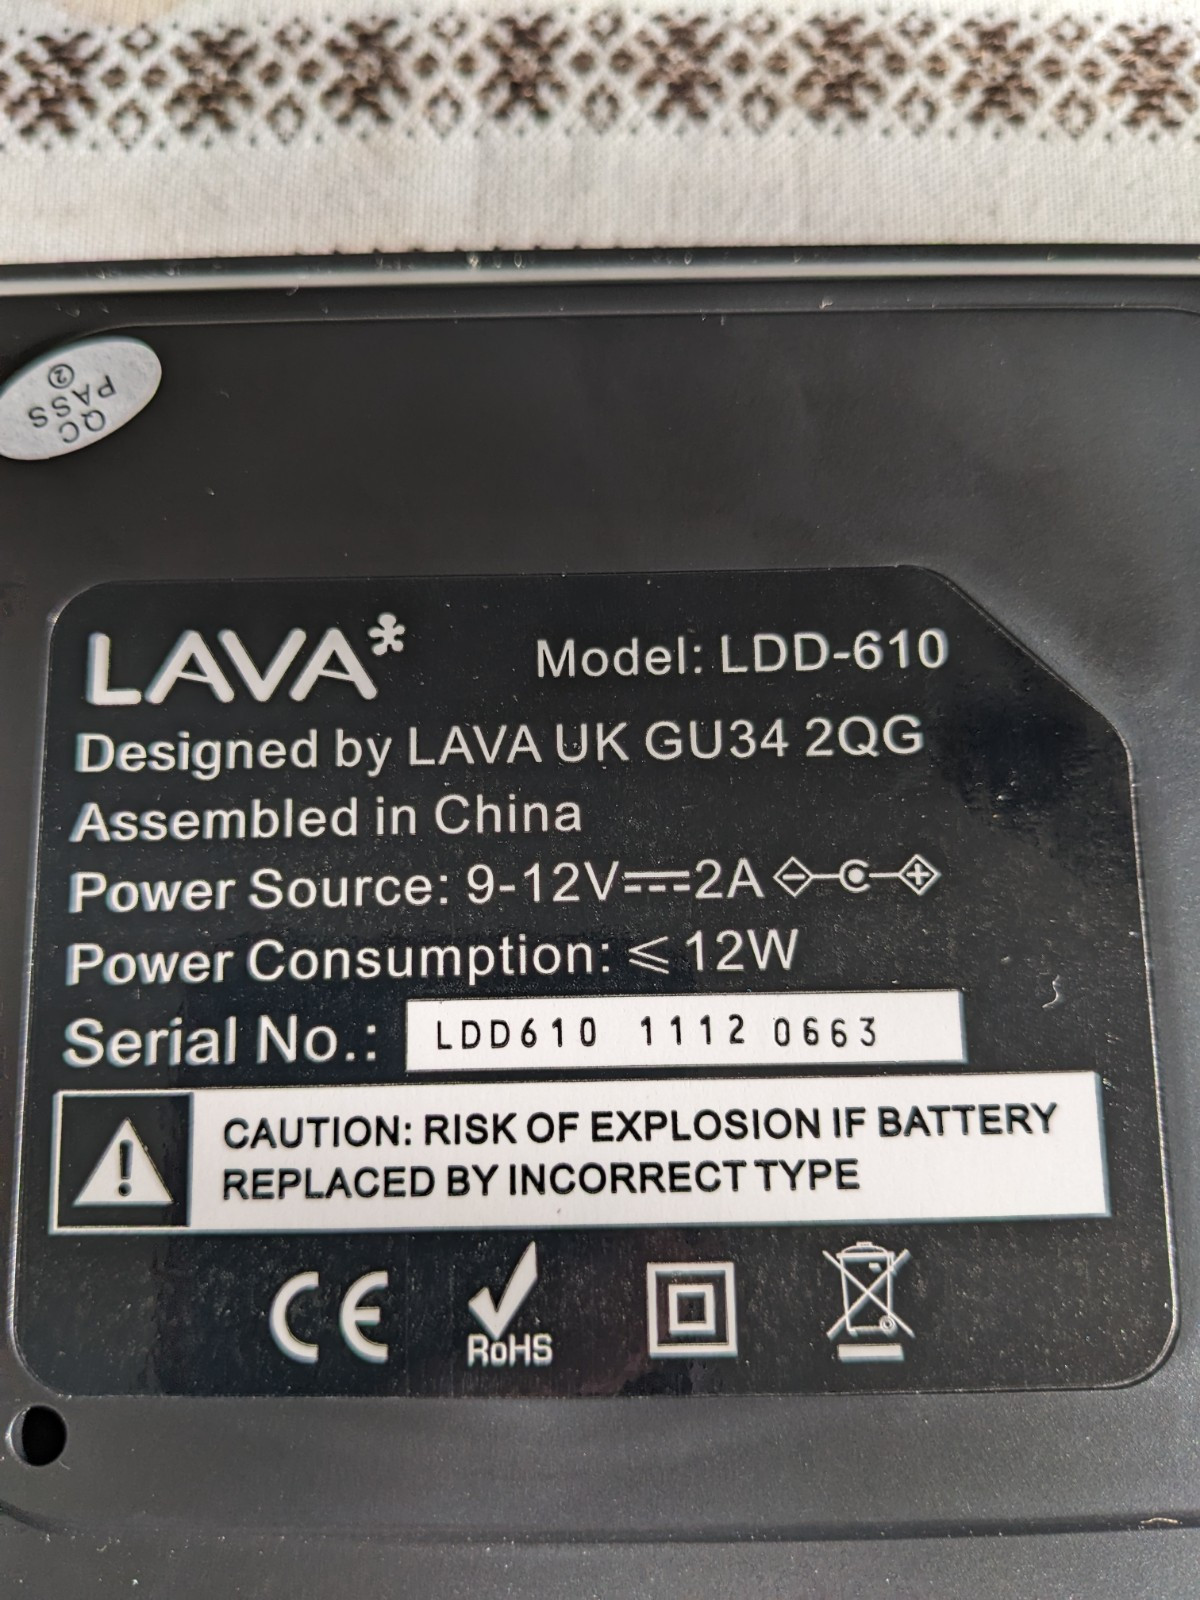 QC
PASS
2
LAVA*
Model: LDD-610
Designed by LAVA UK GU34 2QG
Assembled in China
Power Source: 9-12V⎓2A
Power Consumption: ⩽ 12W
Serial No.: LDD610 1112 0663
CAUTION: RISK OF EXPLOSION IF BATTERY
REPLACED BY INCORRECT TYPE
CE
RoHS